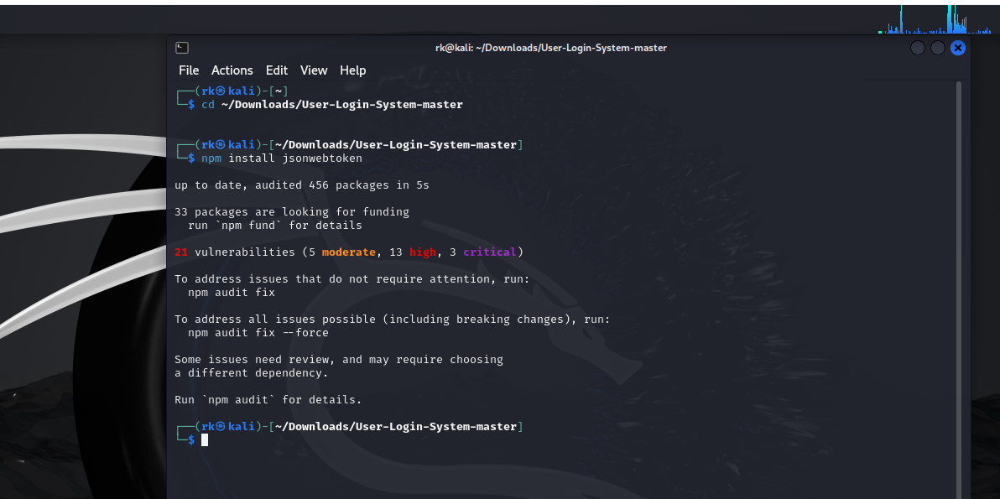 rk@kali: ~/Downloads/User-Login-System-master
File Actions Edit View Help
┌──(rk㉿kali)-[~]
└─$ cd ~/Downloads/User-Login-System-master
┌──(rk㉿kali)-[~/Downloads/User-Login-System-master]
└─$ npm install jsonwebtoken
up to date, audited 456 packages in 5s
33 packages are looking for funding
run `npm fund` for details
21 vulnerabilities (5 moderate, 13 high, 3 critical)
To address issues that do not require attention, run:
npm audit fix
To address all issues possible (including breaking changes), run:
npm audit fix --force
Some issues need review, and may require choosing
a different dependency.
Run `npm audit` for details.
┌──(rk㉿kali)-[~/Downloads/User-Login-System-master]
└─$